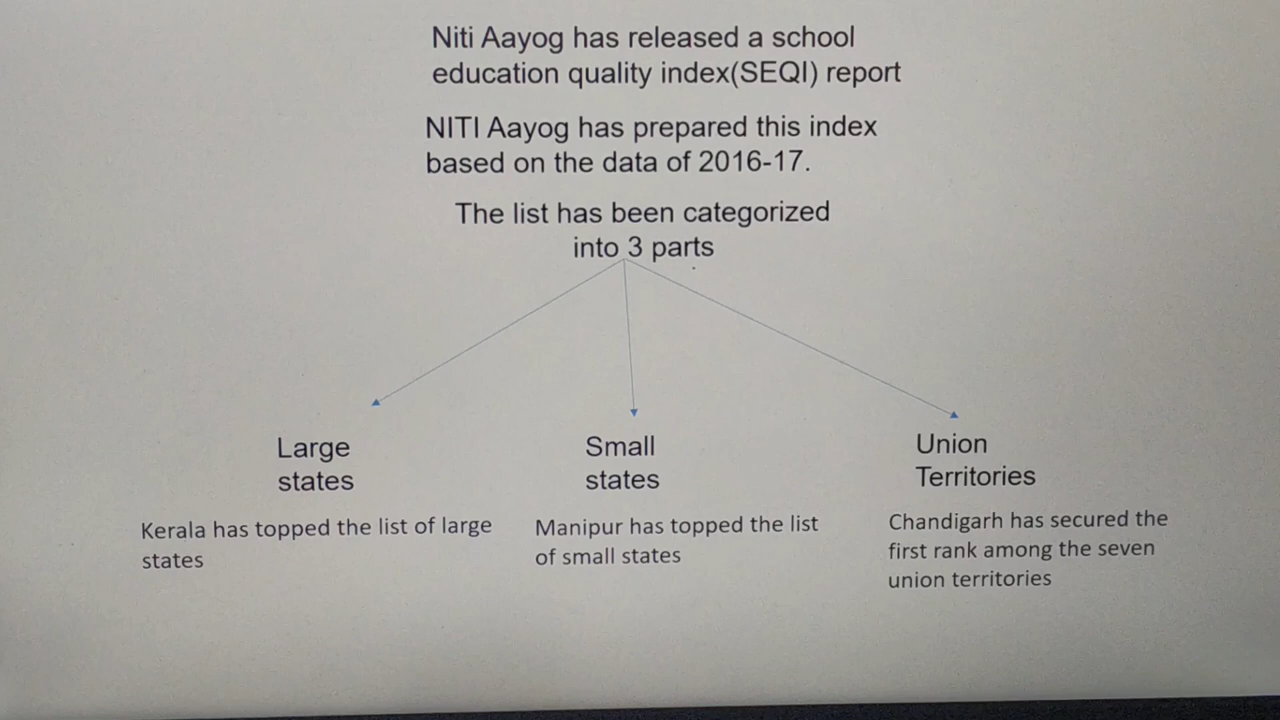 Niti Aayog has released a school
education quality index(SEQI) report
NITI Aayog has prepared this index
based on the data of 2016-17.
The list has been categorized
into 3 parts
Large
states
Kerala has topped the list of large
states
Small
states
Manipur has topped the list
of small states
Union
Territories
Chandigarh has secured the
first rank among the seven
union territories